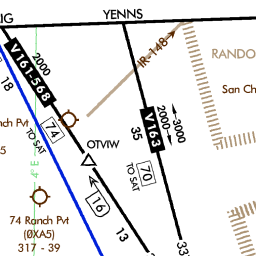 YENNS
IG
2000
V161-568
18
IR-148
RANDO
San Ch
2000
3000
V163
35
70
TO SAT
nch Pvt
5
74
TO SAT
OTVIW
4° E
16
13
74 Ranch Pvt
(0XA5)
317 - 39
33